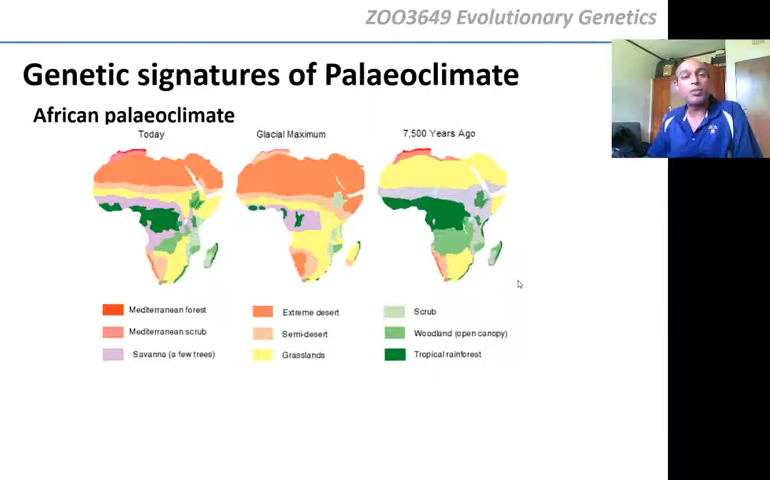 ZOO3649 Evolutionary Genetics
Genetic signatures of Palaeoclimate
African palaeoclimate
Today
Glacial Maximum
7,500 Years Ago
Mediterranean forest
Extreme desert
Scrub
Mediterranean scrub
Semi-desert
Woodland (open canopy)
Savanna (a few trees)
Grasslands
Tropical rainforest